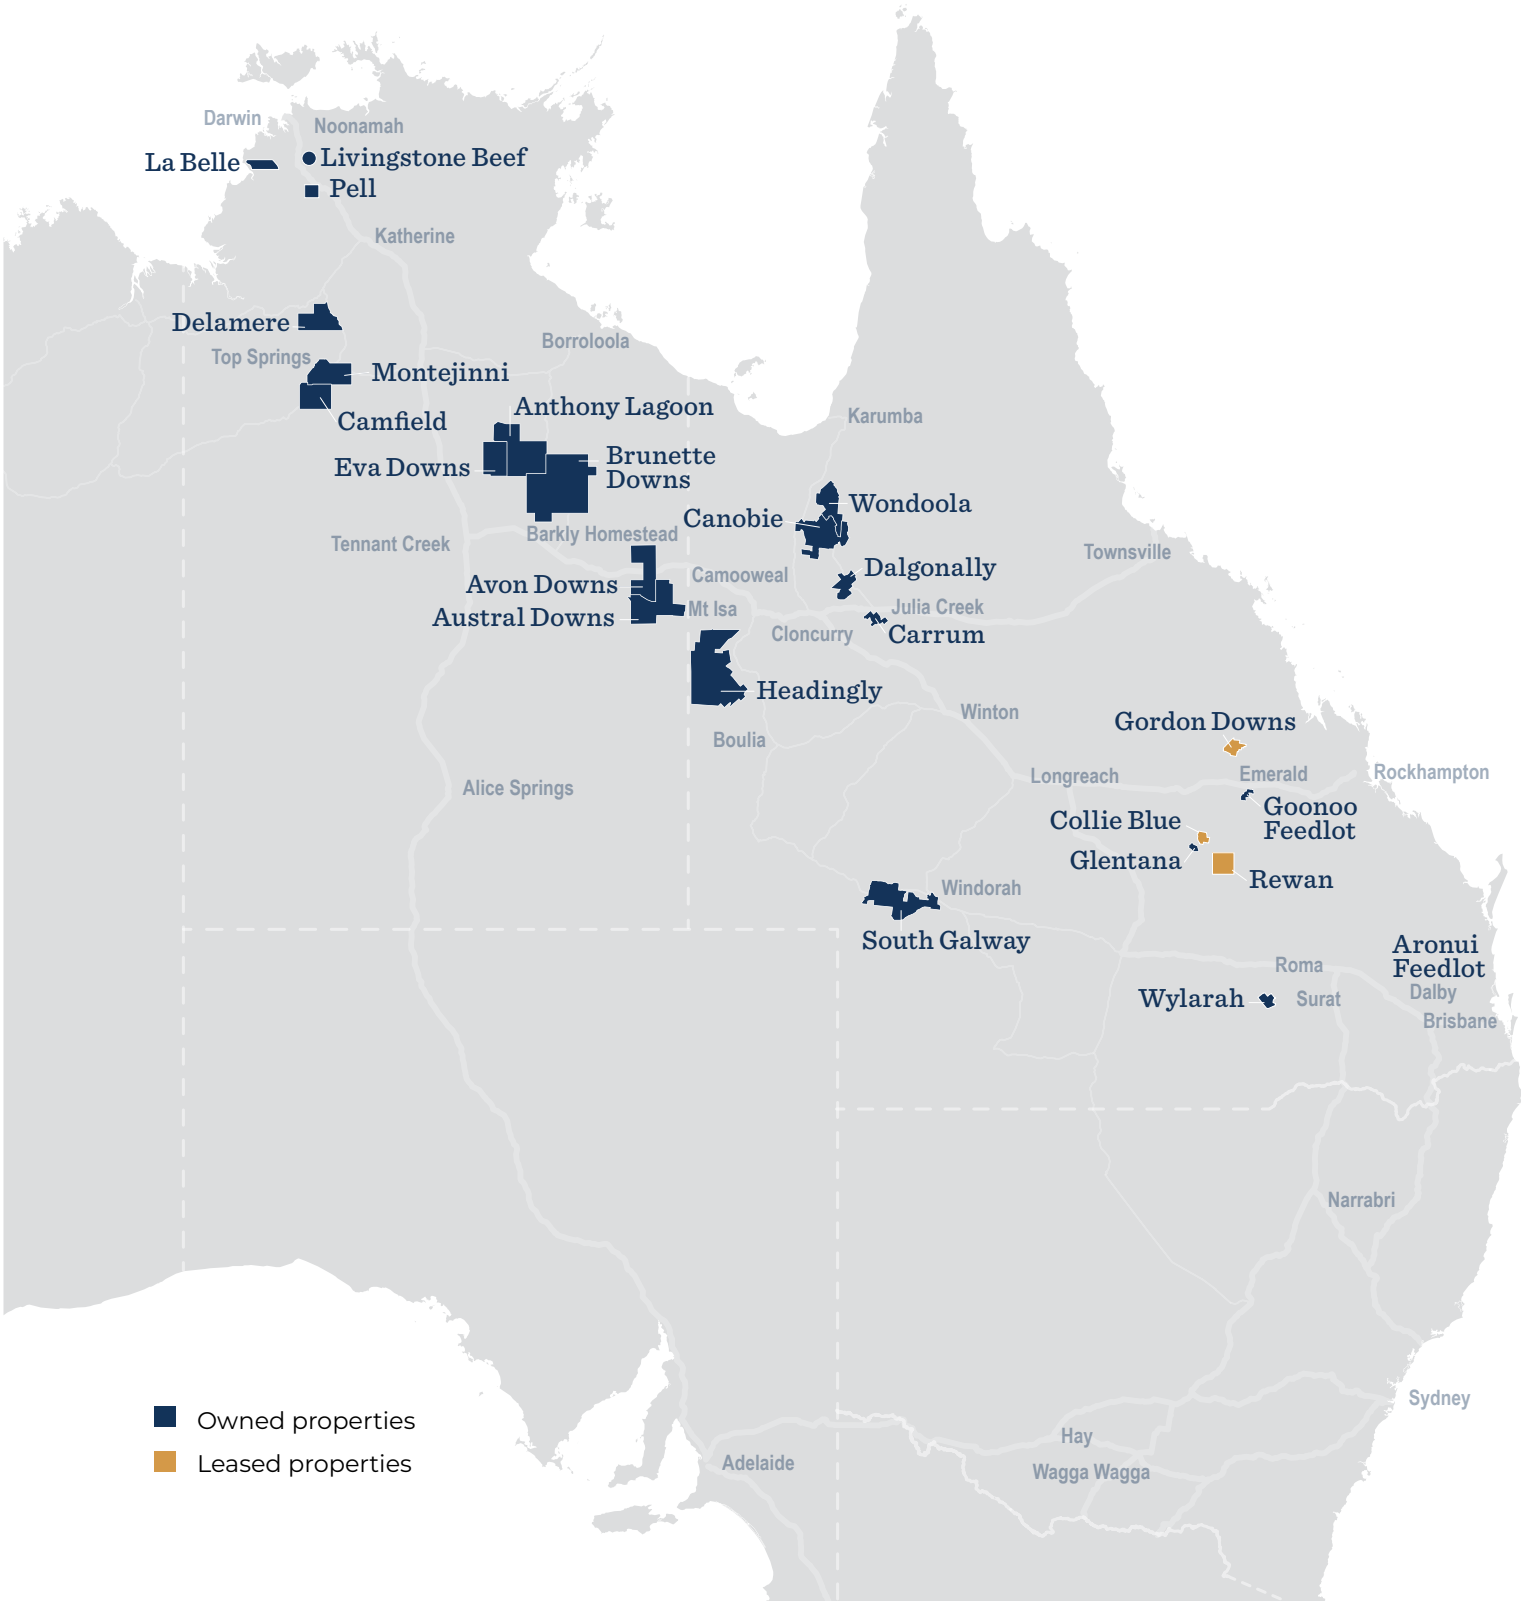 Darwin
Noonamah
La Belle
Livingstone Beef
Pell
Katherine
Delamere
Borroloola
Top Springs
Montejinni
Anthony Lagoon
Camfield
Karumba
Eva Downs
Brunette
Downs
Wondoola
Canobie
Barkly Homestead
Tennant Creek
Townsville
Dalgonally
Camooweal
Avon Downs
Mt Isa
Julia Creek
Austral Downs
Cloncurry
Carrum
Headingly
Winton
Gordon Downs
Boulia
Longreach
Emerald
Rockhampton
Alice Springs
Goonoo
Feedlot
Collie Blue
Glentana
Rewan
Windorah
South Galway
Aronui
Feedlot
Roma
Dalby
Wylarah
Surat
Brisbane
Narrabri
Sydney
Owned properties
Hay
Leased properties
Adelaide
Wagga Wagga